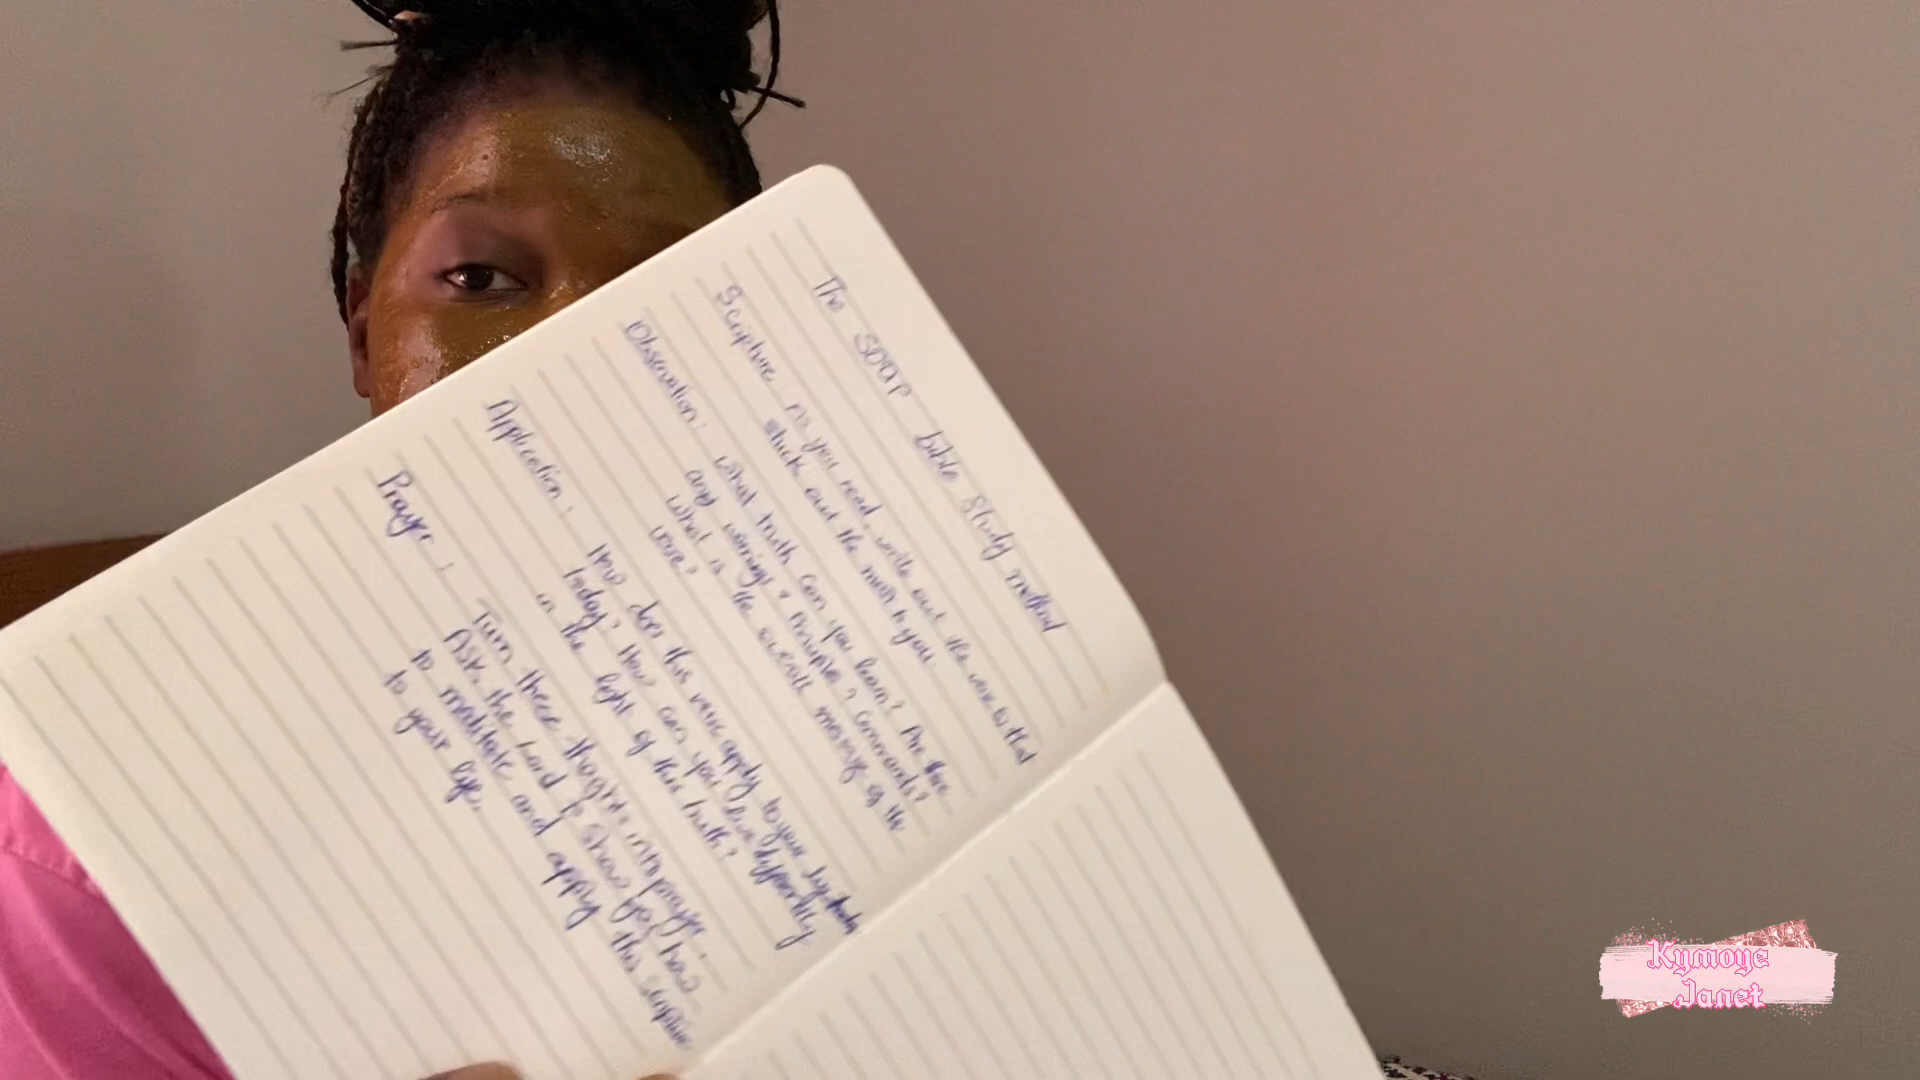 The SOAP bible Study method
Scripture: As you read, write out the verse/s that
stuck out the most to you
Observation: What truth can you learn? Are there
any warnings? Principle? Commands?
What is the overall meaning of the
verse?
Application: How does this verse apply to your life today
today? How can you live differently
in the light of this truth?
Prayer: Turn these thoughts into prayer.
Ask the Lord to show you how
to meditate and apply this scripture
to your life.
Kymoye
Janet